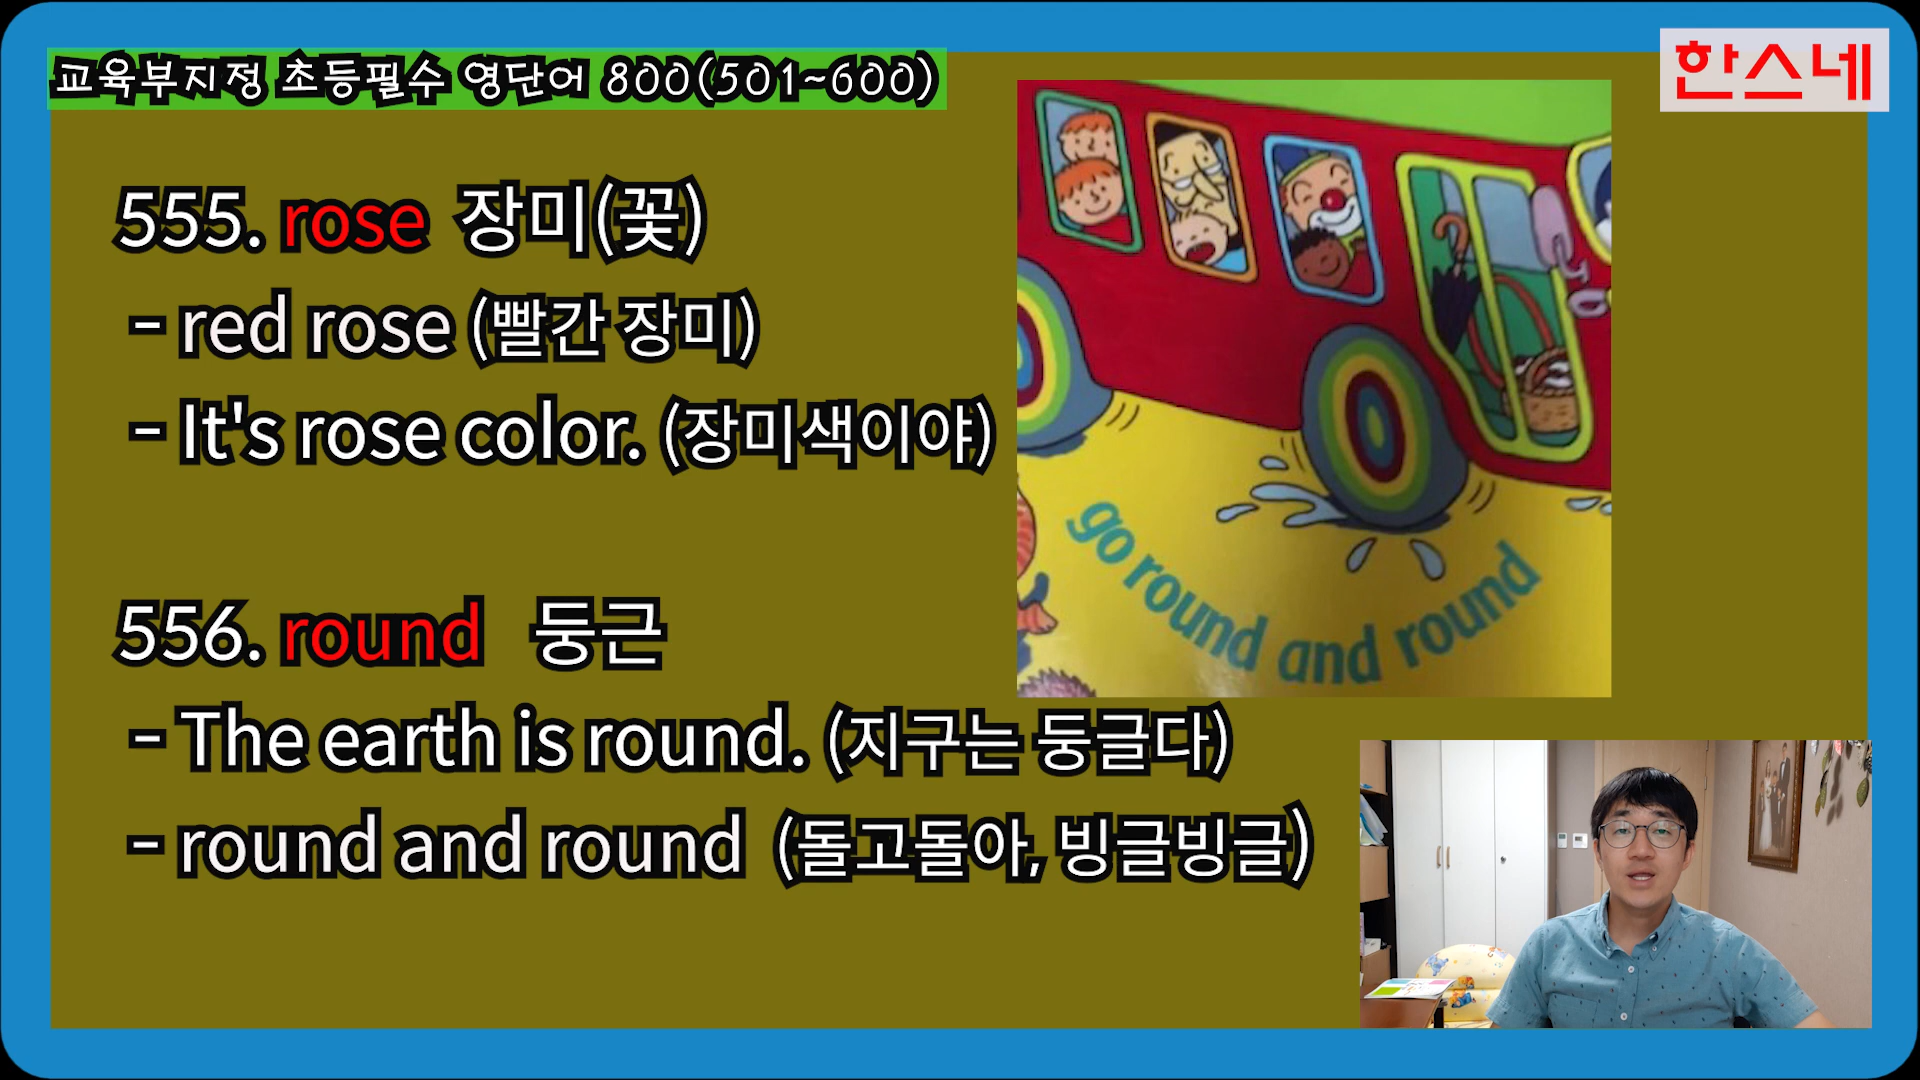 교육부지정 초등필수 영단어 800(501~600)
한스네
555. rose 장미(꽃)
- red rose (빨간 장미)
- It's rose color. (장미색이야)
556. round 둥근
- The earth is round. (지구는 둥글다)
- round and round (돌고돌아, 빙글빙글)
go round and round